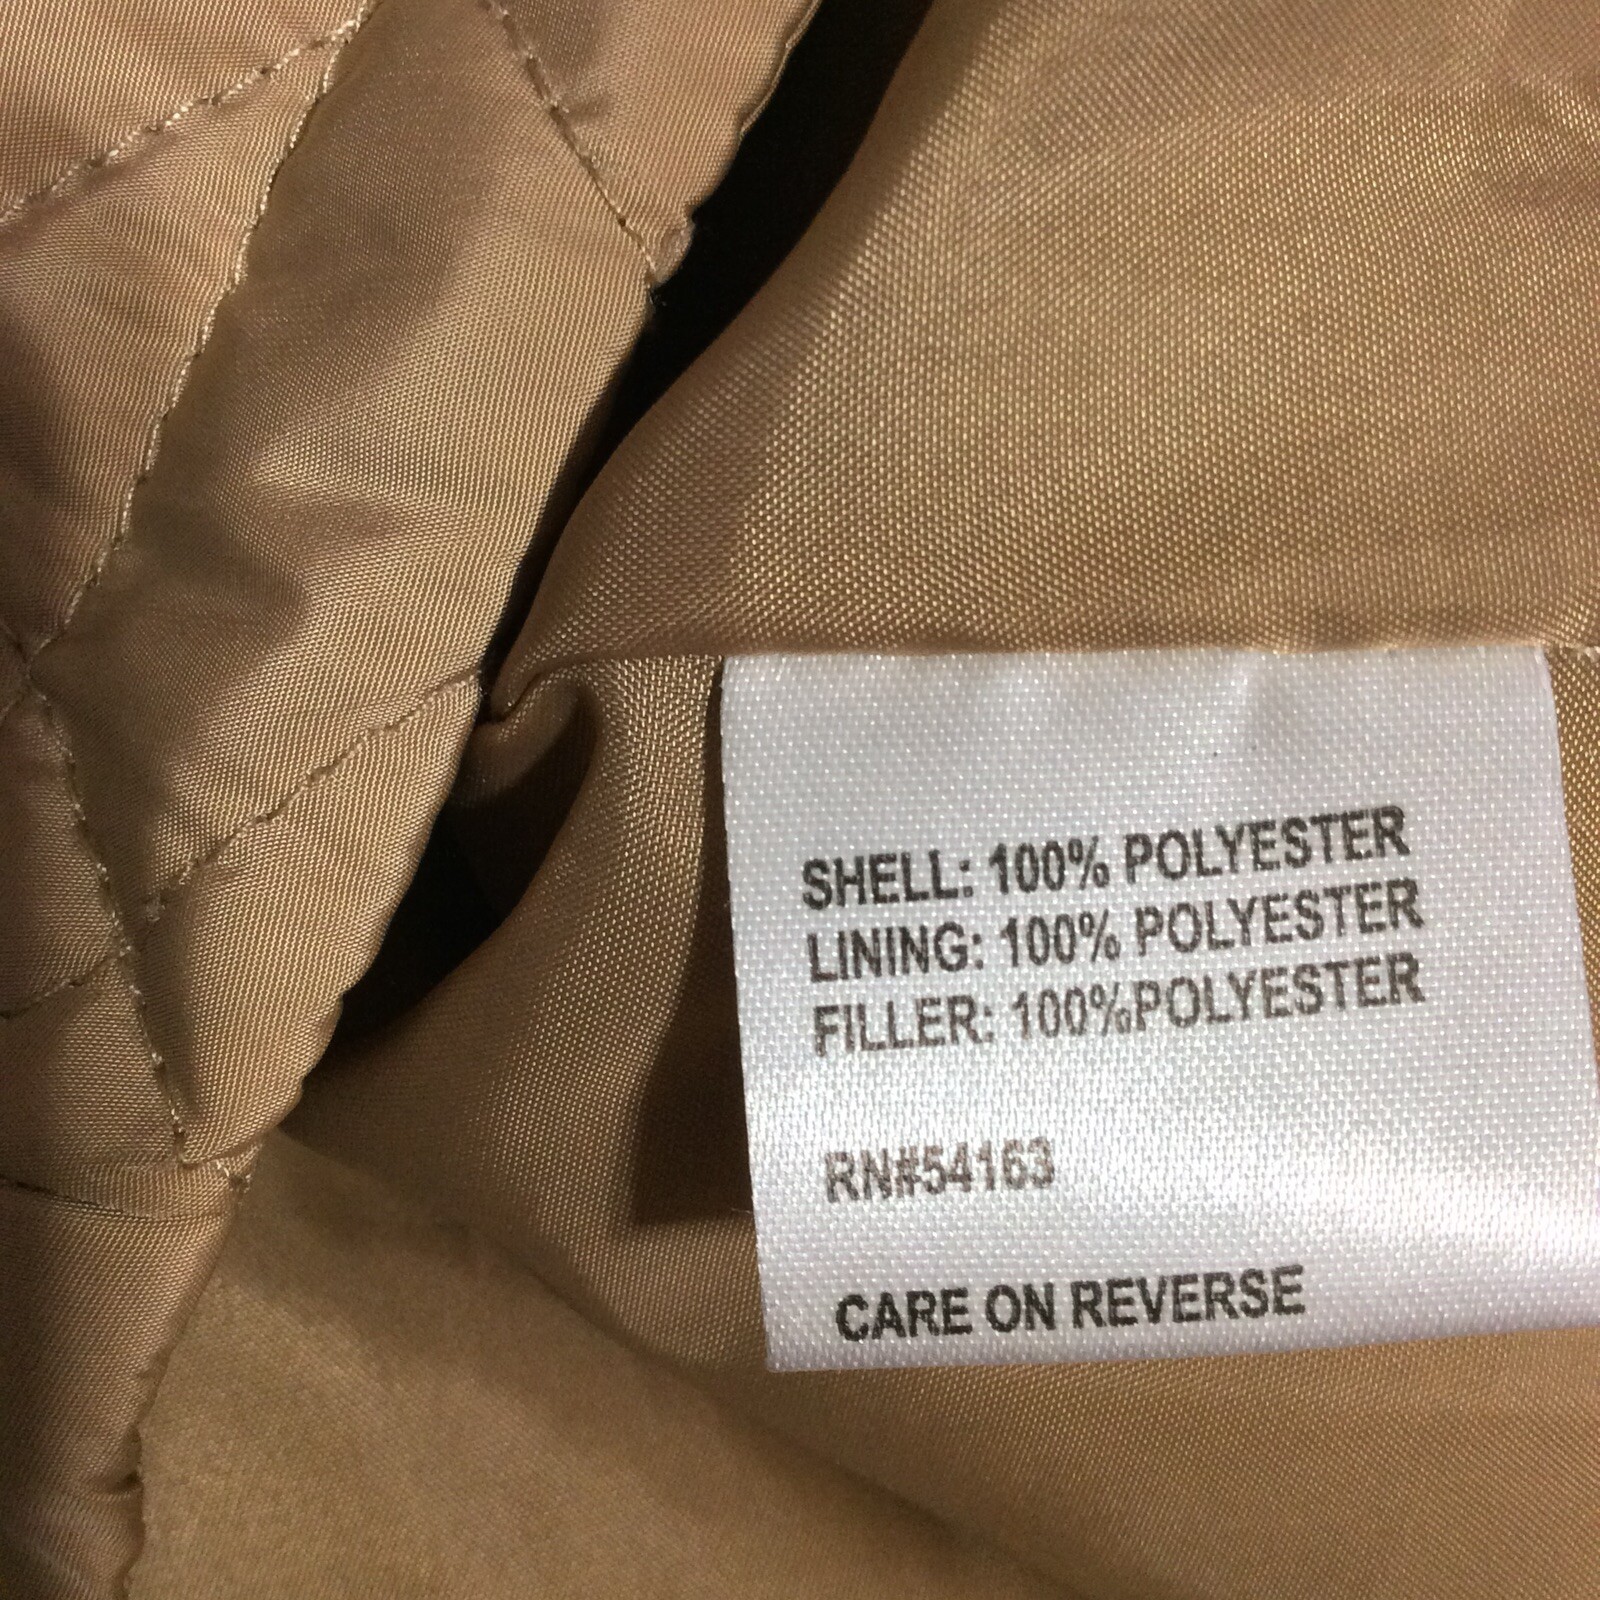 SHELL: 100% POLYESTER
LINING: 100% POLYESTER
FILLER: 100%POLYESTER
RN#54163
CARE ON REVERSE